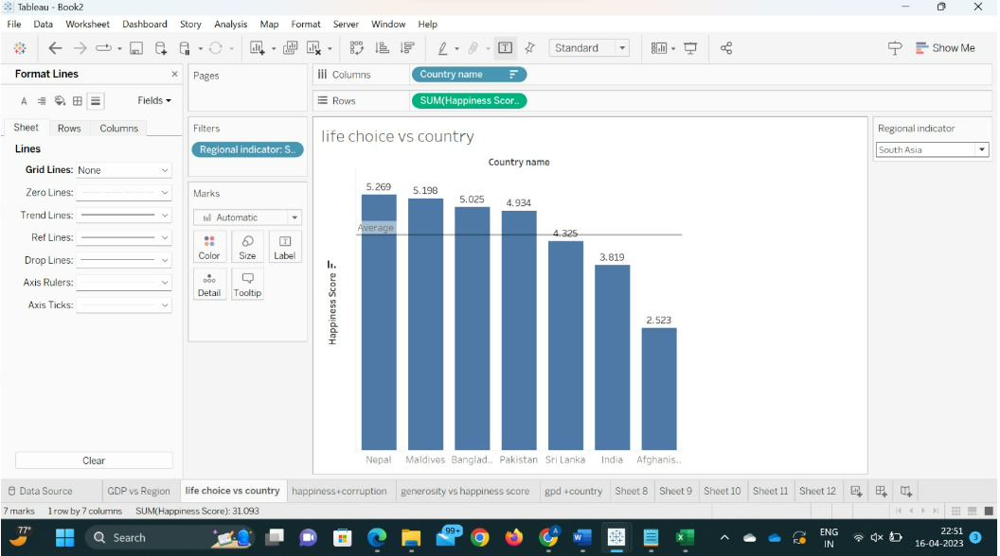 Tableau - Book2
File Data Worksheet Dashboard Story Analysis Map Format Server Window Help
Standard
Show Me
Format Lines
Fields
Sheet Rows Columns
Lines
Grid Lines: None
Zero Lines:
Trend Lines:
Ref Lines:
Drop Lines:
Axis Rulers:
Axis Ticks:
Clear
Pages
Filters
Regional indicator: S..
Marks
Automatic
Color Size Label
Detail Tooltip
Columns Country name
Rows SUM(Happiness Scor..
life choice vs country
Country name
Happiness Score
5.269 5.198 5.025 4.934 4.325 3.819 2.523
Average
Nepal Maldives Banglad.. Pakistan Sri Lanka India Afghanis..
Regional indicator
South Asia
Data Source GDP vs Region life choice vs country happiness+corruption generosity vs happiness score gpd +country Sheet 8 Sheet 9 Sheet 10 Sheet 11 Sheet 12
7 marks 1 row by 7 columns SUM(Happiness Score): 31.093
77° Search 99+ ENG 22:51
IN 16-04-2023 3